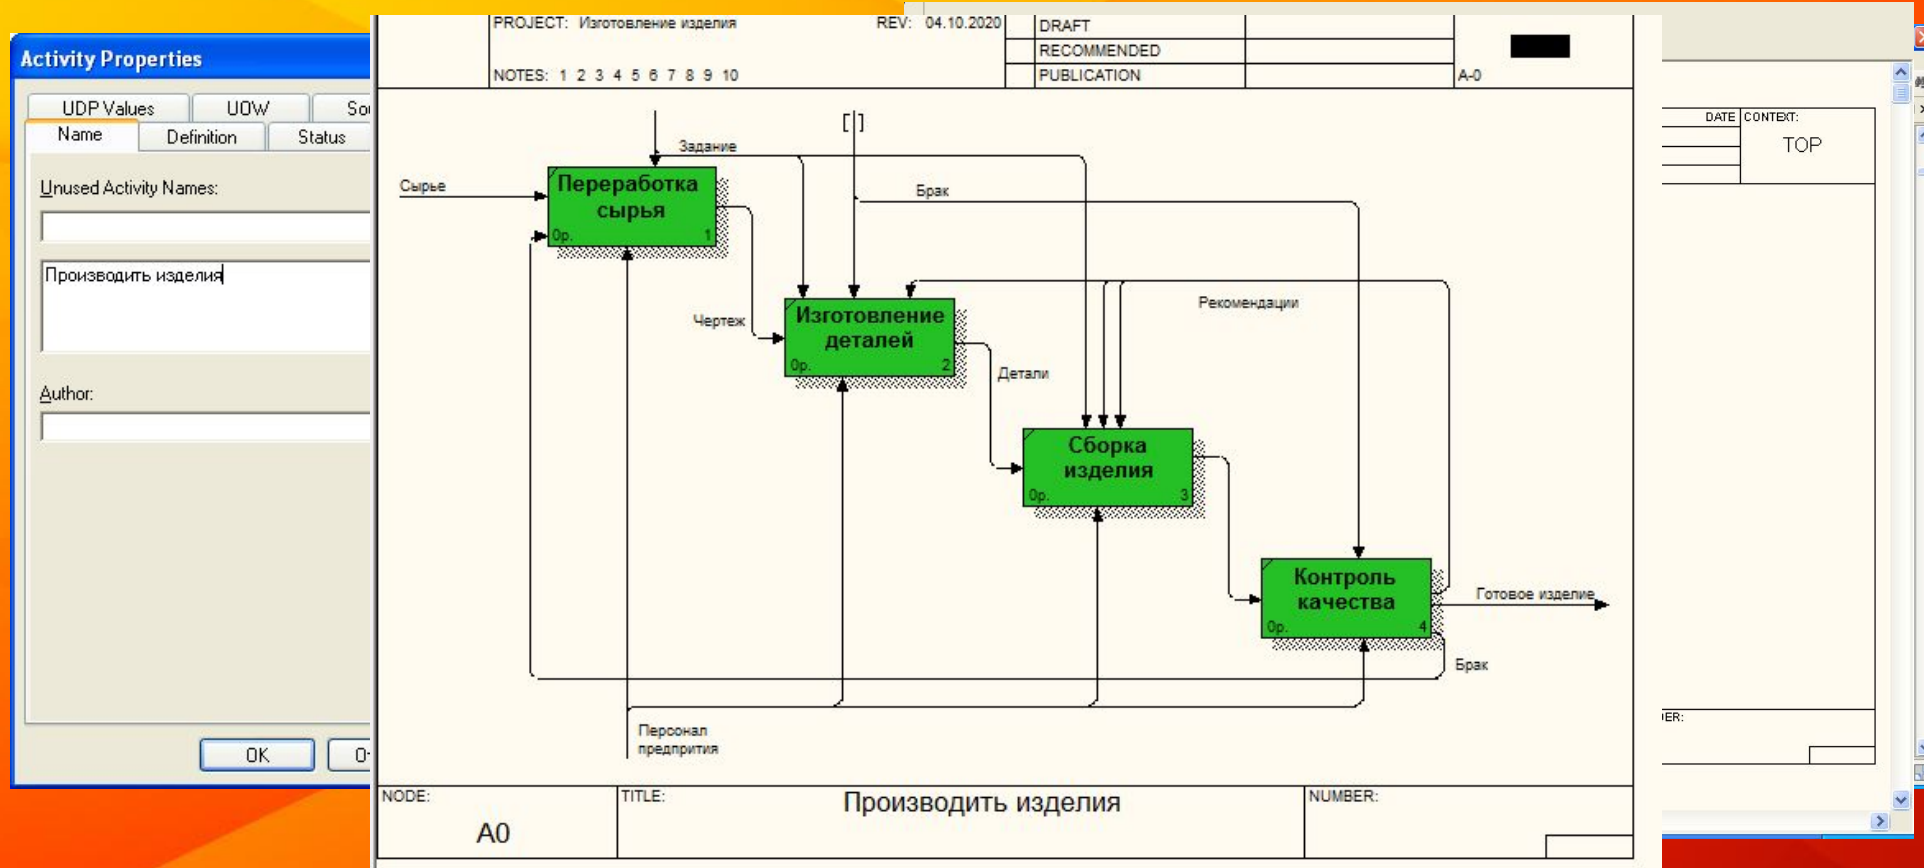 Activity Properties
UDP Values
UOW
Name
Definition
Status
Unused Activity Names:
Производить изделия
Author:
OK
PROJECT: Изготовление изделия
REV: 04.10.2020
NOTES: 1 2 3 4 5 6 7 8 9 10
DRAFT
RECOMMENDED
PUBLICATION
A-0
DATE
CONTEXT:
TOP
Задание
Сырье
Переработка
сырья
0р.
1
[ ]
Брак
Чертеж
Изготовление
деталей
0р.
2
Рекомендации
Детали
Сборка
изделия
0р.
3
Контроль
качества
0р.
4
Готовое изделие
Брак
Персонал
предпрития
NODE:
A0
TITLE:
Производить изделия
NUMBER: